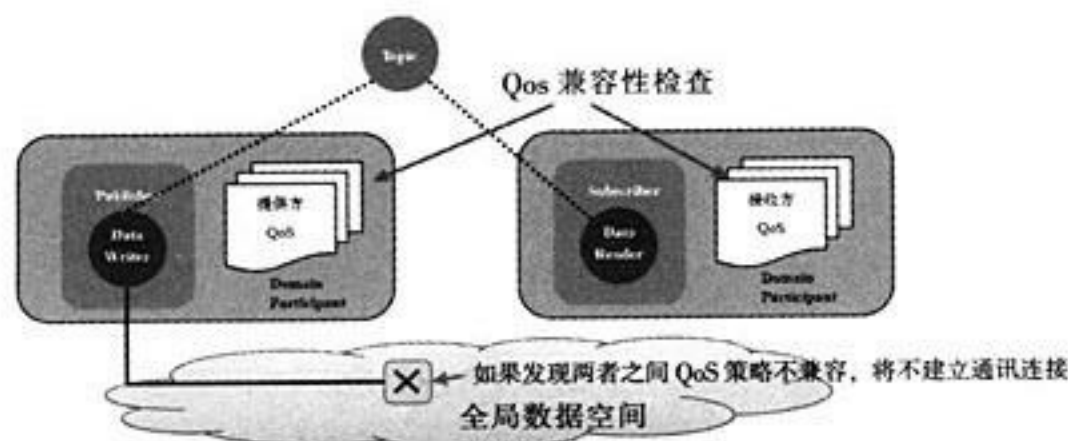 Topic
Qos 兼容性检查
Publisher
Data
Writer
提供方
QoS
Domain
Participant
Subscriber
Data
Reader
接收方
QoS
Domain
Participant
如果发现两者之间 QoS 策略不兼容，将不建立通讯连接
全局数据空间